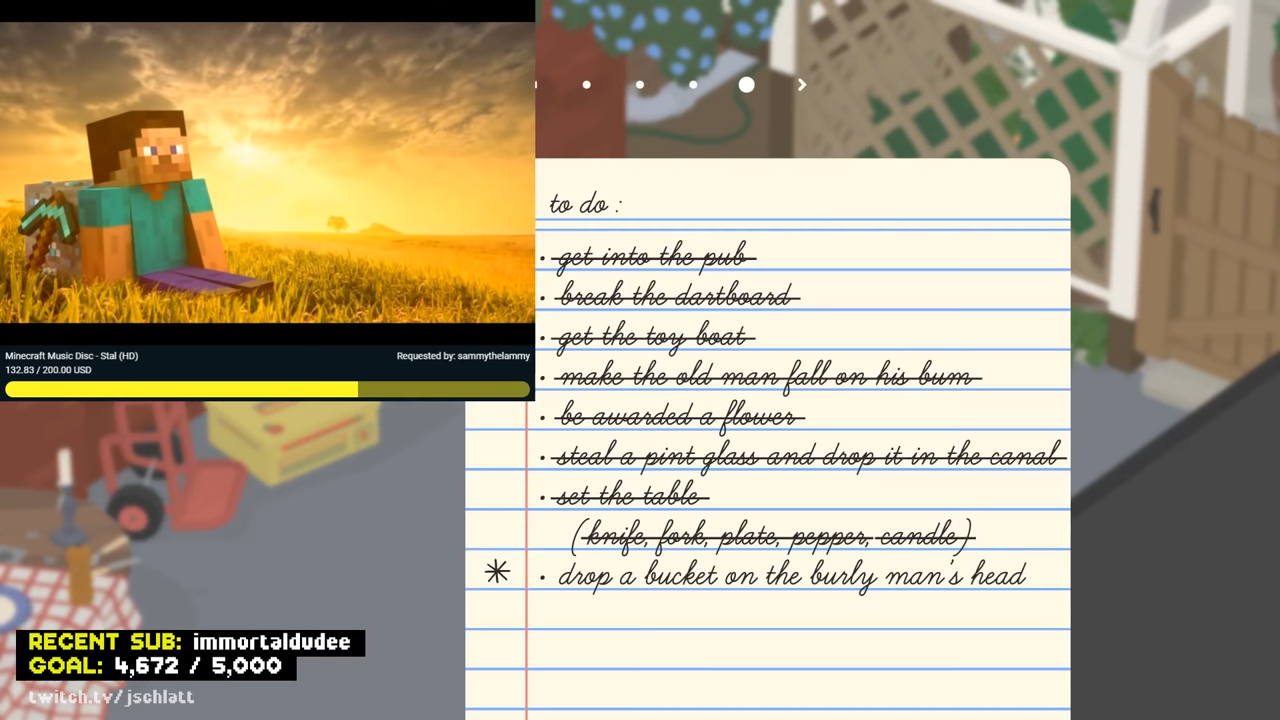 Minecraft Music Disc - Stal (HD)
Requested by: sammythelammy
132.83 / 200.00 USD
to do :
• get into the pub
• break the dartboard
• get the toy boat
• make the old man fall on his bum
• be awarded a flower
• steal a pint glass and drop it in the canal
• set the table
(knife, fork, plate, pepper, candle)
• drop a bucket on the burly man's head
RECENT SUB: immortaldudee
GOAL: 4,672 / 5,000
twitch.tv/jschlatt